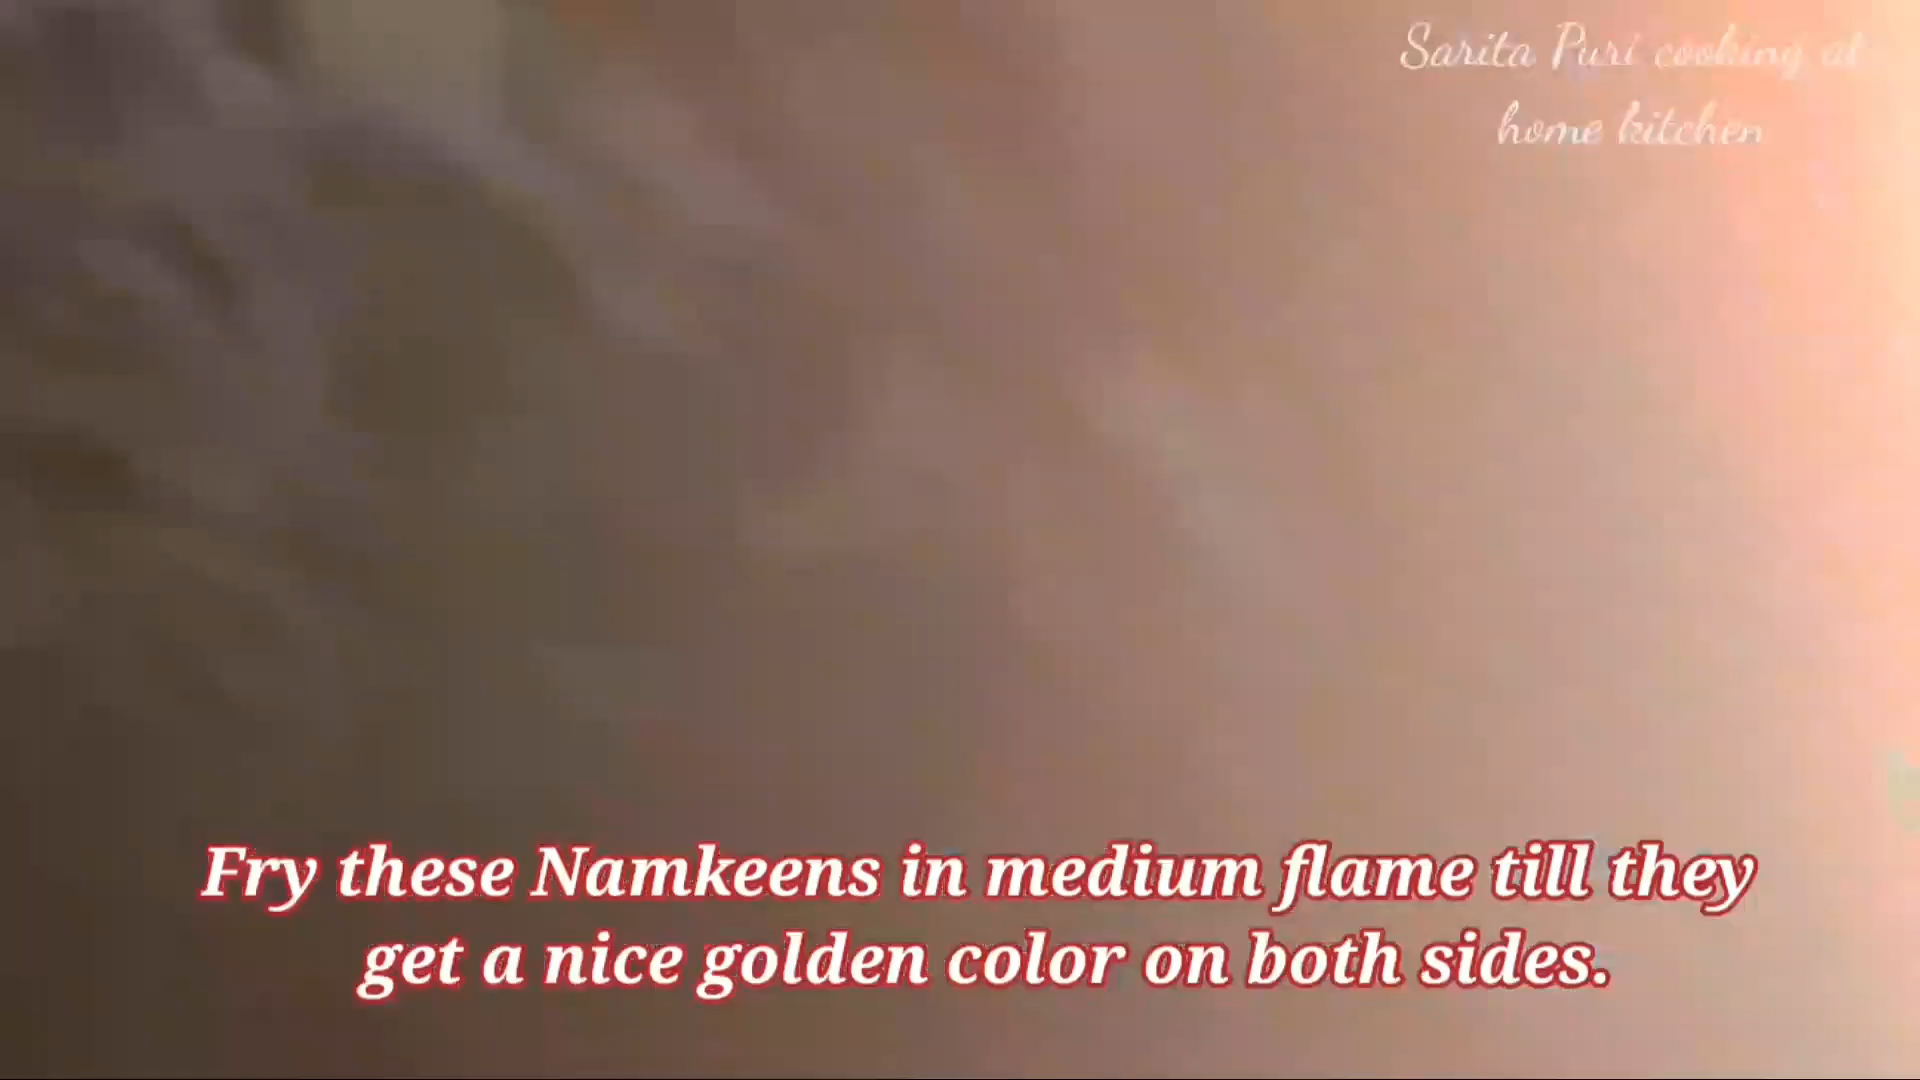 Sarita Puri cooking at
home kitchen
Fry these Namkeens in medium flame till they
get a nice golden color on both sides.